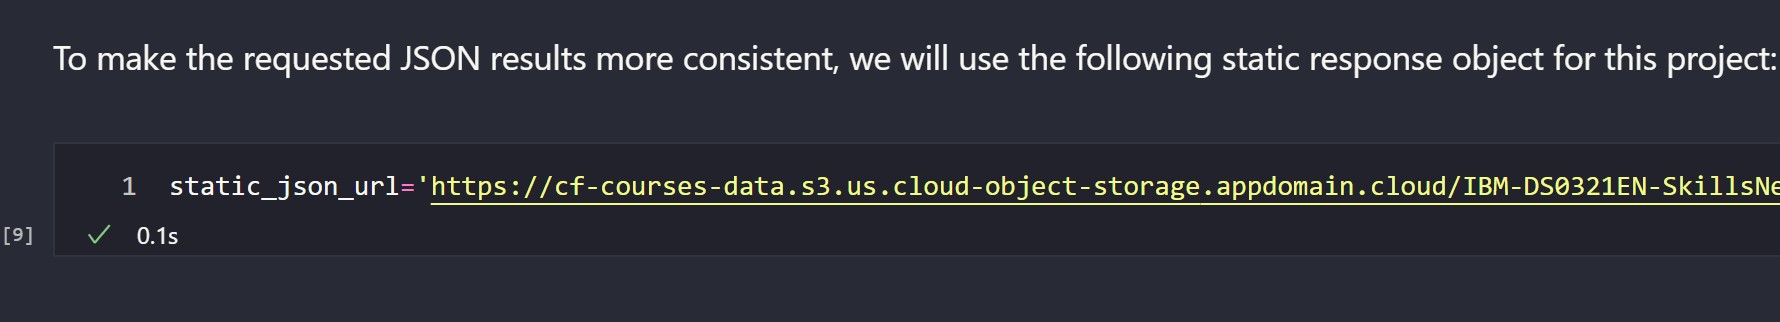 To make the requested JSON results more consistent, we will use the following static response object for this project:
1 static_json_url='https://cf-courses-data.s3.us.cloud-object-storage.appdomain.cloud/IBM-DS0321EN-SkillsNe
[9] ✓ 0.1s